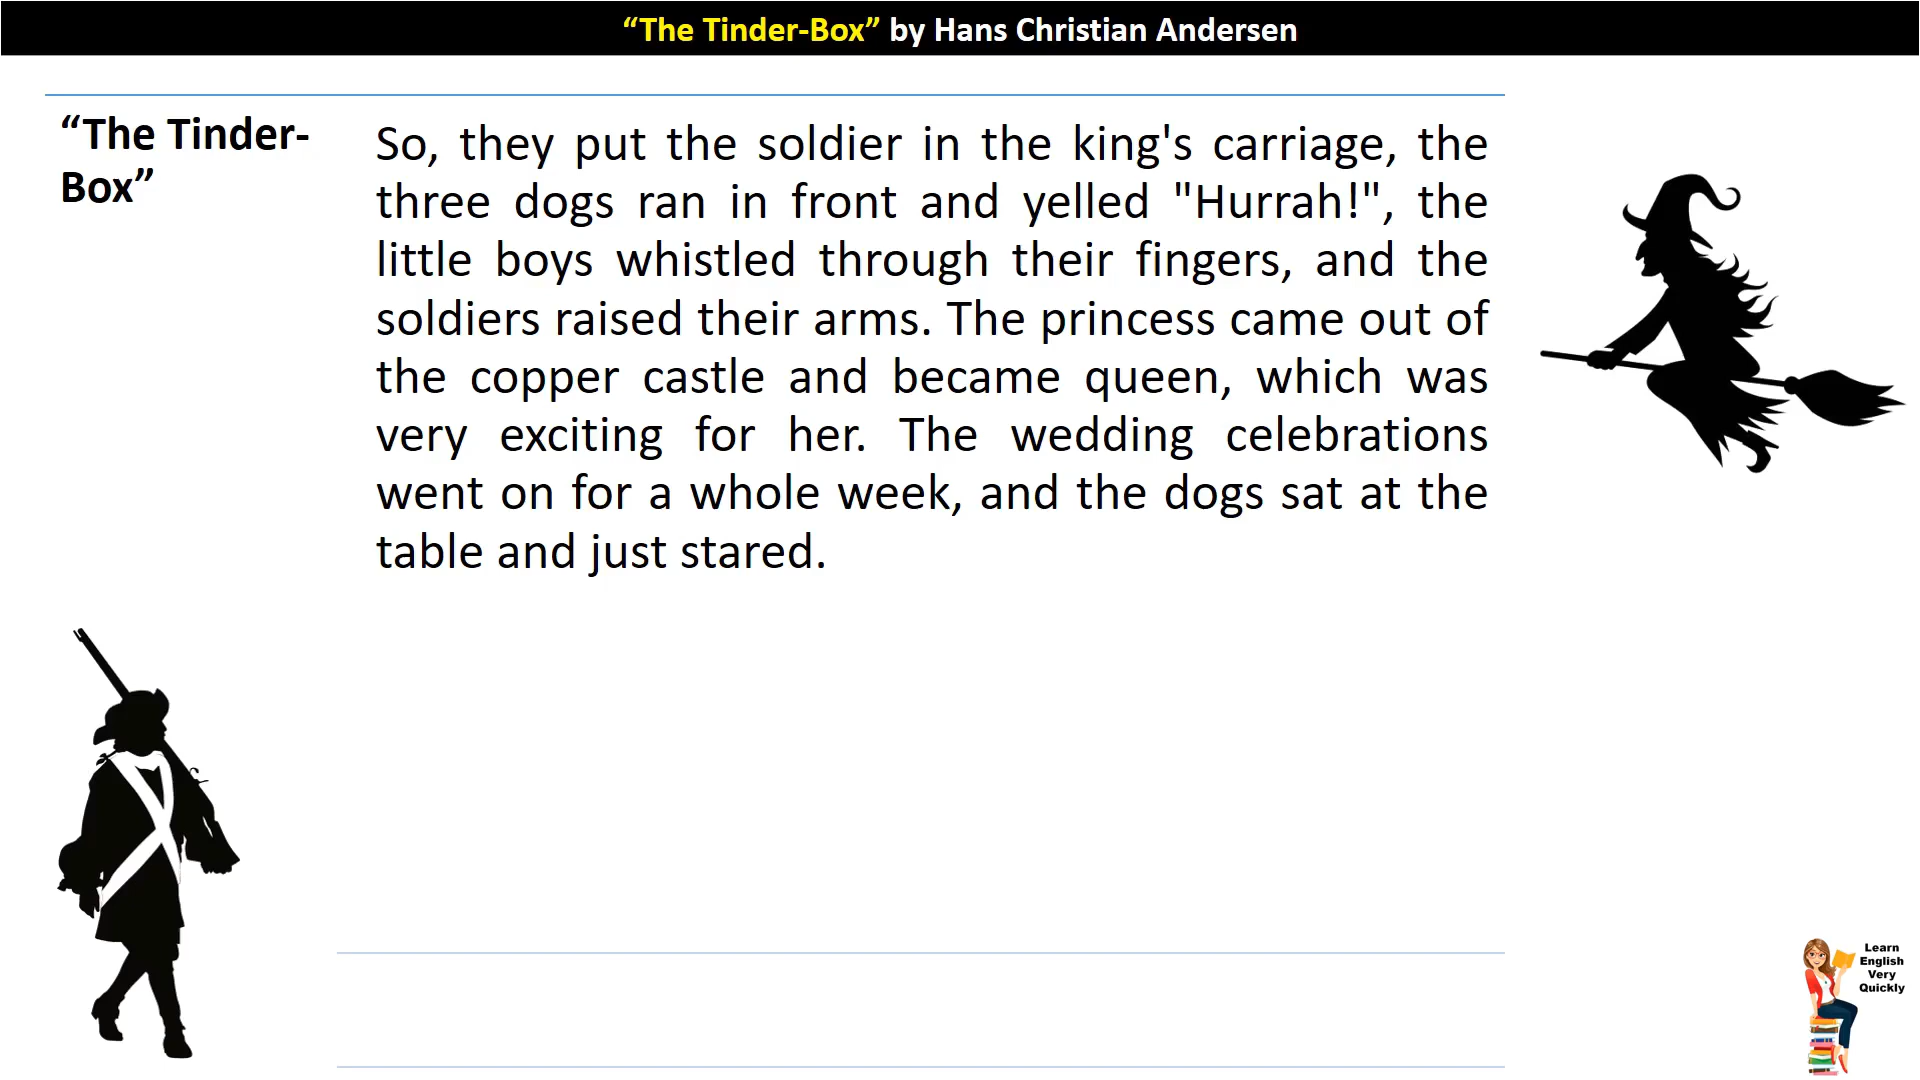 “The Tinder-Box” by Hans Christian Andersen
“The Tinder-
Box”
So, they put the soldier in the king's carriage, the
three dogs ran in front and yelled "Hurrah!", the
little boys whistled through their fingers, and the
soldiers raised their arms. The princess came out of
the copper castle and became queen, which was
very exciting for her. The wedding celebrations
went on for a whole week, and the dogs sat at the
table and just stared.
Learn
English
Very
Quickly